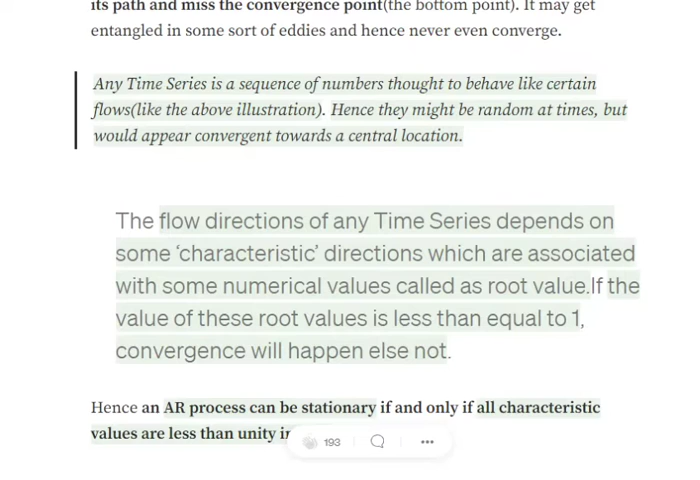 its path and miss the convergence point(the bottom point). It may get
entangled in some sort of eddies and hence never even converge.
Any Time Series is a sequence of numbers thought to behave like certain
flows(like the above illustration). Hence they might be random at times, but
would appear convergent towards a central location.
The flow directions of any Time Series depends on
some ‘characteristic’ directions which are associated
with some numerical values called as root value.If the
value of these root values is less than equal to 1,
convergence will happen else not.
Hence an AR process can be stationary if and only if all characteristic
values are less than unity
193